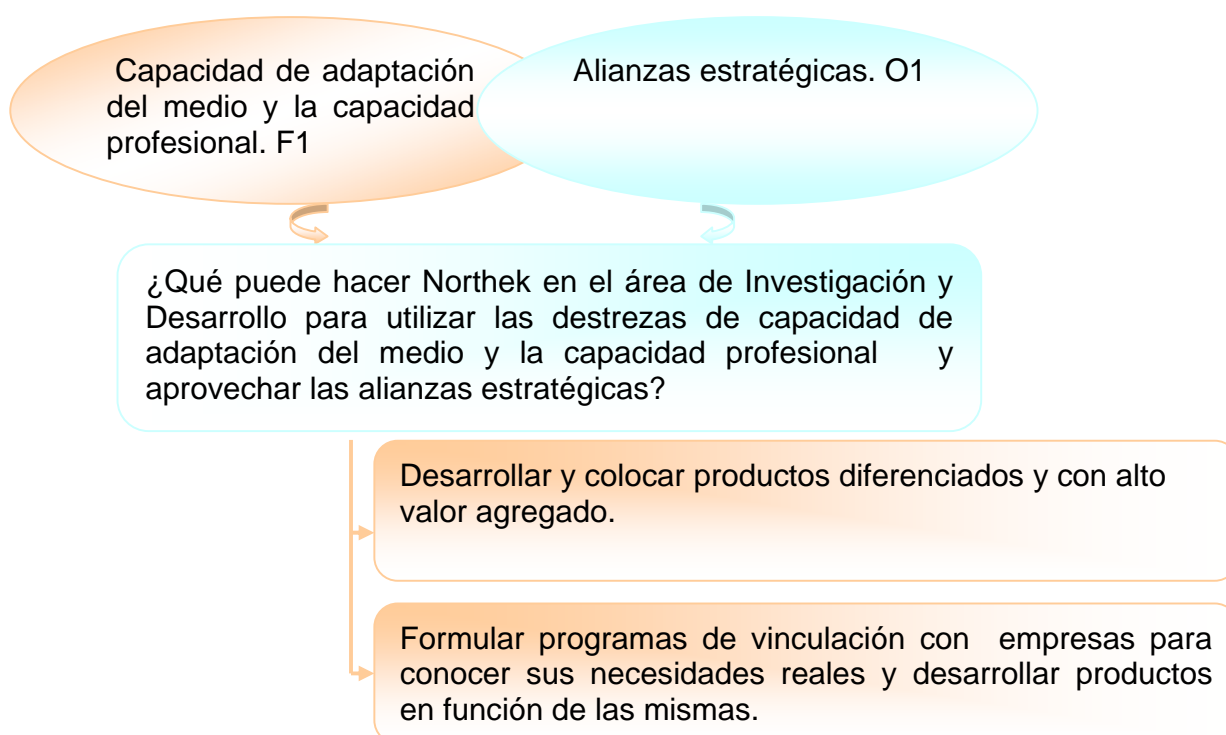 Capacidad de adaptación
del medio y la capacidad
profesional. F1
Alianzas estratégicas. O1
¿Qué puede hacer Northek en el área de Investigación y
Desarrollo para utilizar las destrezas de capacidad de
adaptación del medio y la capacidad profesional y
aprovechar las alianzas estratégicas?
Desarrollar y colocar productos diferenciados y con alto
valor agregado.
Formular programas de vinculación con empresas para
conocer sus necesidades reales y desarrollar productos
en función de las mismas.